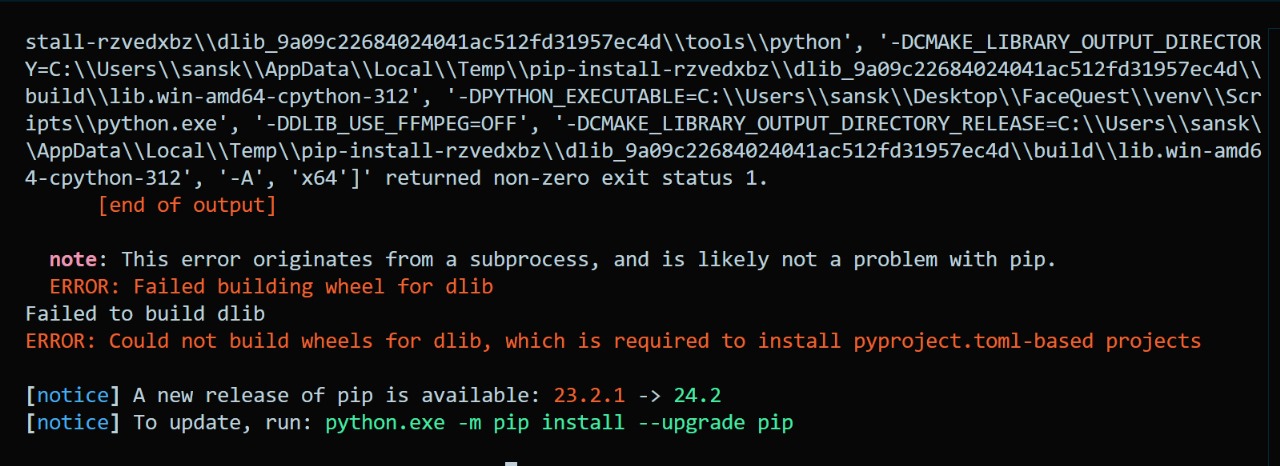 stall-rzvedxbz\\dlib_9a09c22684024041ac512fd31957ec4d\\tools\\python', '-DCMAKE_LIBRARY_OUTPUT_DIRECTOR
Y=C:\\Users\\sansk\\AppData\\Local\\Temp\\pip-install-rzvedxbz\\dlib_9a09c22684024041ac512fd31957ec4d\\
build\\lib.win-amd64-cpython-312', '-DPYTHON_EXECUTABLE=C:\\Users\\sansk\\Desktop\\FaceQuest\\venv\\Scr
ipts\\python.exe', '-DDLIB_USE_FFMPEG=OFF', '-DCMAKE_LIBRARY_OUTPUT_DIRECTORY_RELEASE=C:\\Users\\sansk\
\AppData\\Local\\Temp\\pip-install-rzvedxbz\\dlib_9a09c22684024041ac512fd31957ec4d\\build\\lib.win-amd6
4-cpython-312', '-A', 'x64']' returned non-zero exit status 1.
[end of output]
note: This error originates from a subprocess, and is likely not a problem with pip.
ERROR: Failed building wheel for dlib
Failed to build dlib
ERROR: Could not build wheels for dlib, which is required to install pyproject.toml-based projects
[notice] A new release of pip is available: 23.2.1 -> 24.2
[notice] To update, run: python.exe -m pip install --upgrade pip